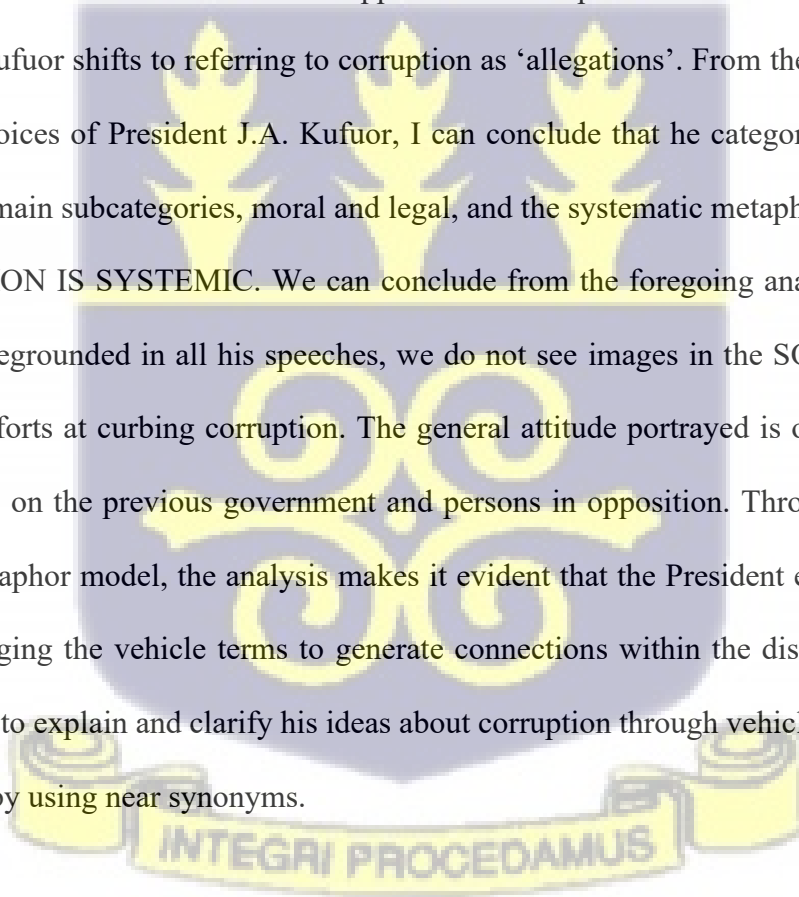 ufuor shifts to referring to corruption as ‘allegations’. From the
oices of President J.A. Kufuor, I can conclude that he categor
main subcategories, moral and legal, and the systematic metaph
ON IS SYSTEMIC. We can conclude from the foregoing ana
egrounded in all his speeches, we do not see images in the SO
forts at curbing corruption. The general attitude portrayed is o
on the previous government and persons in opposition. Thro
aphor model, the analysis makes it evident that the President e
ging the vehicle terms to generate connections within the dis
to explain and clarify his ideas about corruption through vehicl
by using near synonyms.
INTEGRI PROCEDAMUS